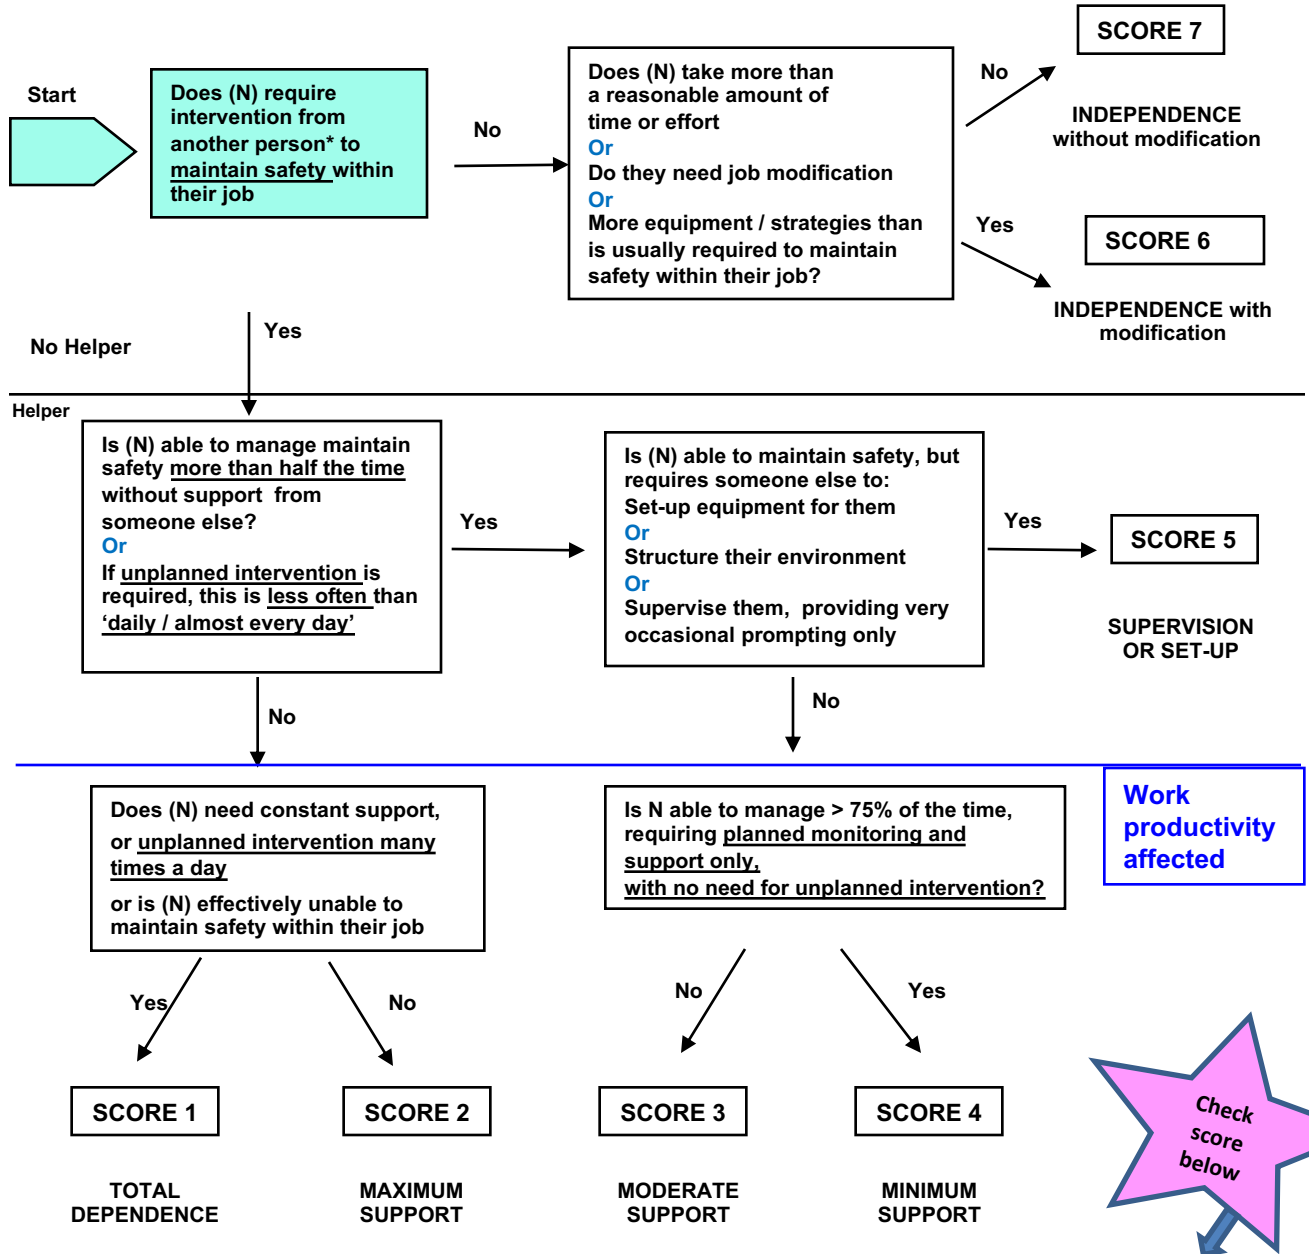 Start
Does (N) require
intervention from
another person* to
maintain safety within
their job
No
Does (N) take more than
a reasonable amount of
time or effort
Or
Do they need job modification
Or
More equipment / strategies than
is usually required to maintain
safety within their job?
No
SCORE 7
INDEPENDENCE
without modification
Yes
SCORE 6
INDEPENDENCE with
modification
Yes
No Helper
Helper
Is (N) able to manage maintain
safety more than half the time
without support from
someone else?
Or
If unplanned intervention is
required, this is less often than
‘daily / almost every day’
Yes
Is (N) able to maintain safety, but
requires someone else to:
Set-up equipment for them
Or
Structure their environment
Or
Supervise them, providing very
occasional prompting only
Yes
SCORE 5
SUPERVISION
OR SET-UP
No
No
Work
productivity
affected
Does (N) need constant support,
or unplanned intervention many
times a day
or is (N) effectively unable to
maintain safety within their job
Is N able to manage > 75% of the time,
requiring planned monitoring and
support only,
with no need for unplanned intervention?
Yes
No
No
Yes
SCORE 1
SCORE 2
SCORE 3
SCORE 4
TOTAL
DEPENDENCE
MAXIMUM
SUPPORT
MODERATE
SUPPORT
MINIMUM
SUPPORT
Check
score
below